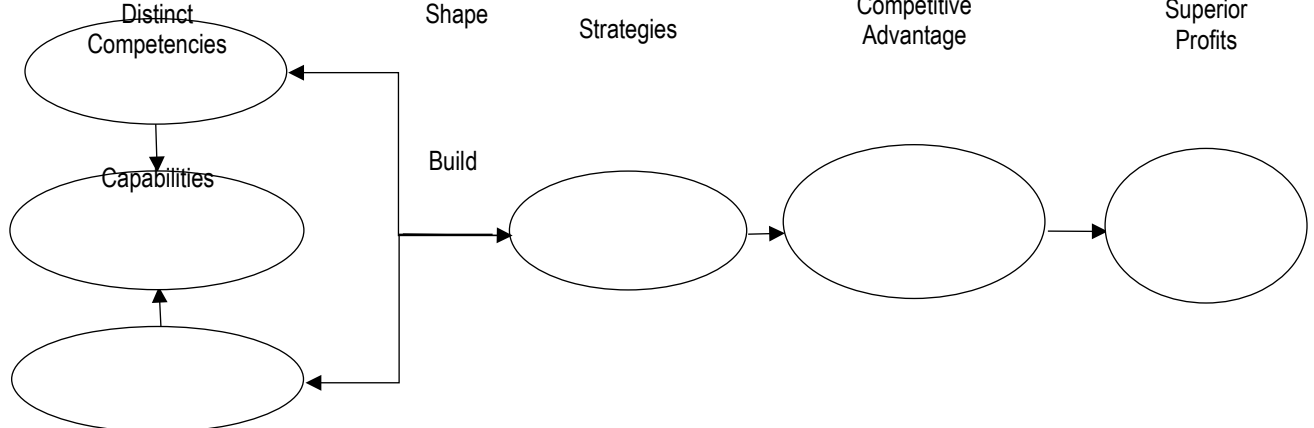 Distinct
Competencies
Shape
Strategies
Competitive
Advantage
Superior
Profits
Capabilities
Build